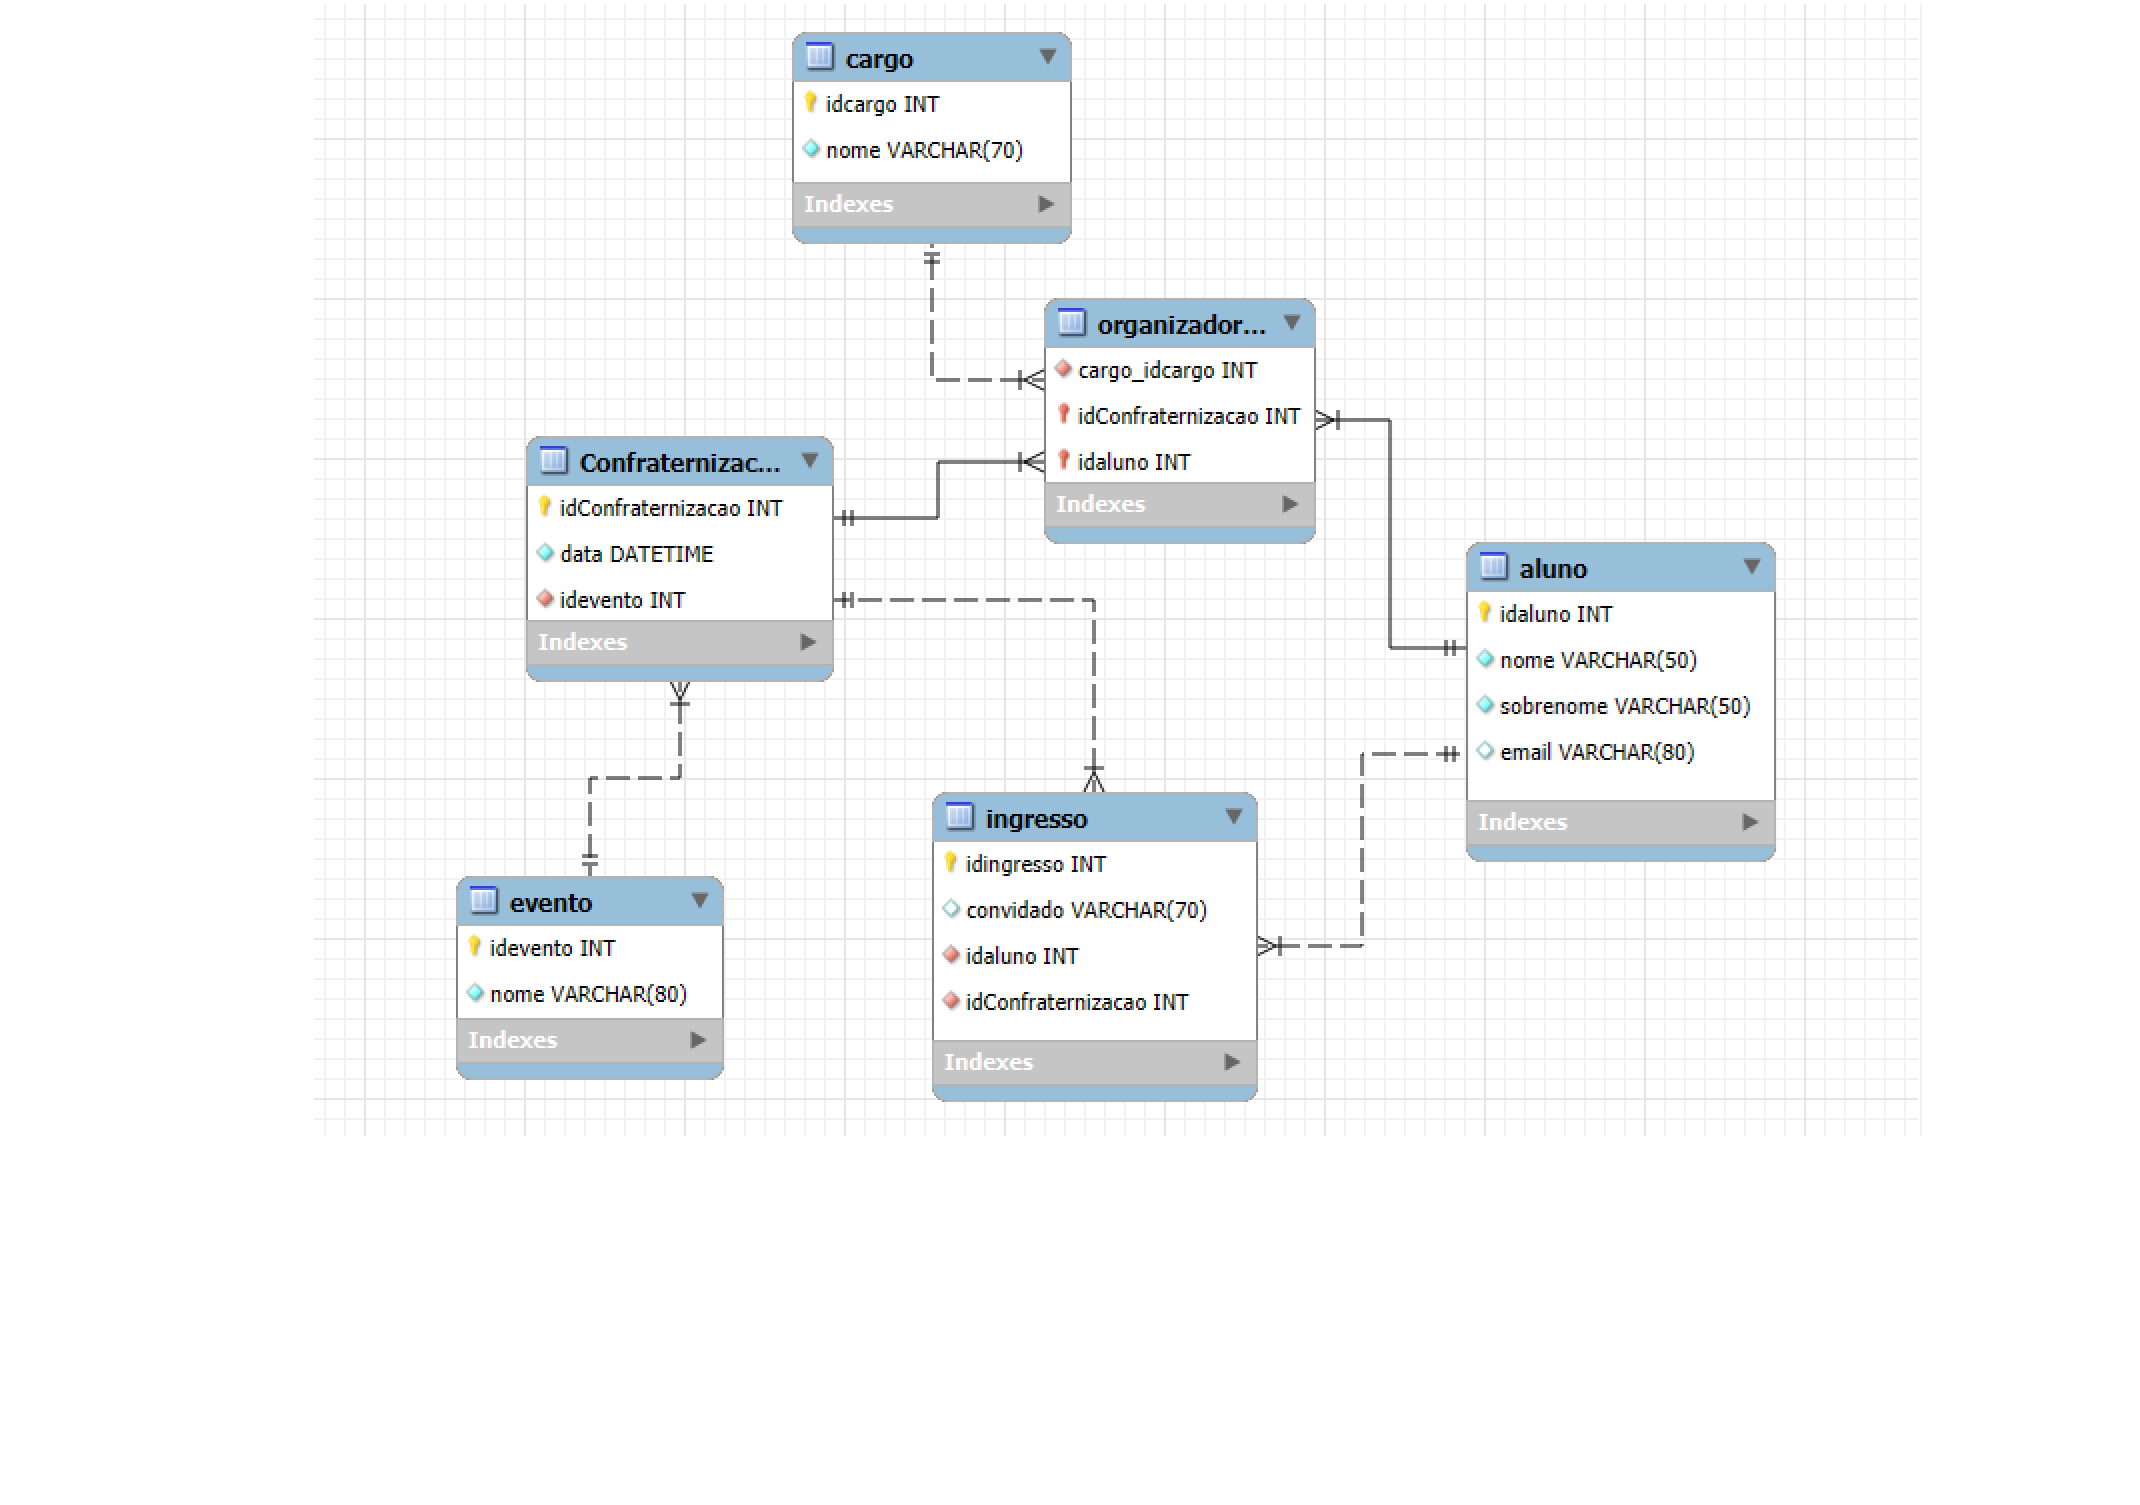 cargo
idcargo INT
nome VARCHAR(70)
Indexes
organizador...
cargo_idcargo INT
idConfraternizacao INT
idaluno INT
Indexes
Confraternizac...
idConfraternizacao INT
data DATETIME
idevento INT
Indexes
aluno
idaluno INT
nome VARCHAR(50)
sobrenome VARCHAR(50)
email VARCHAR(80)
Indexes
ingresso
idingresso INT
convidado VARCHAR(70)
idaluno INT
idConfraternizacao INT
Indexes
evento
idevento INT
nome VARCHAR(80)
Indexes